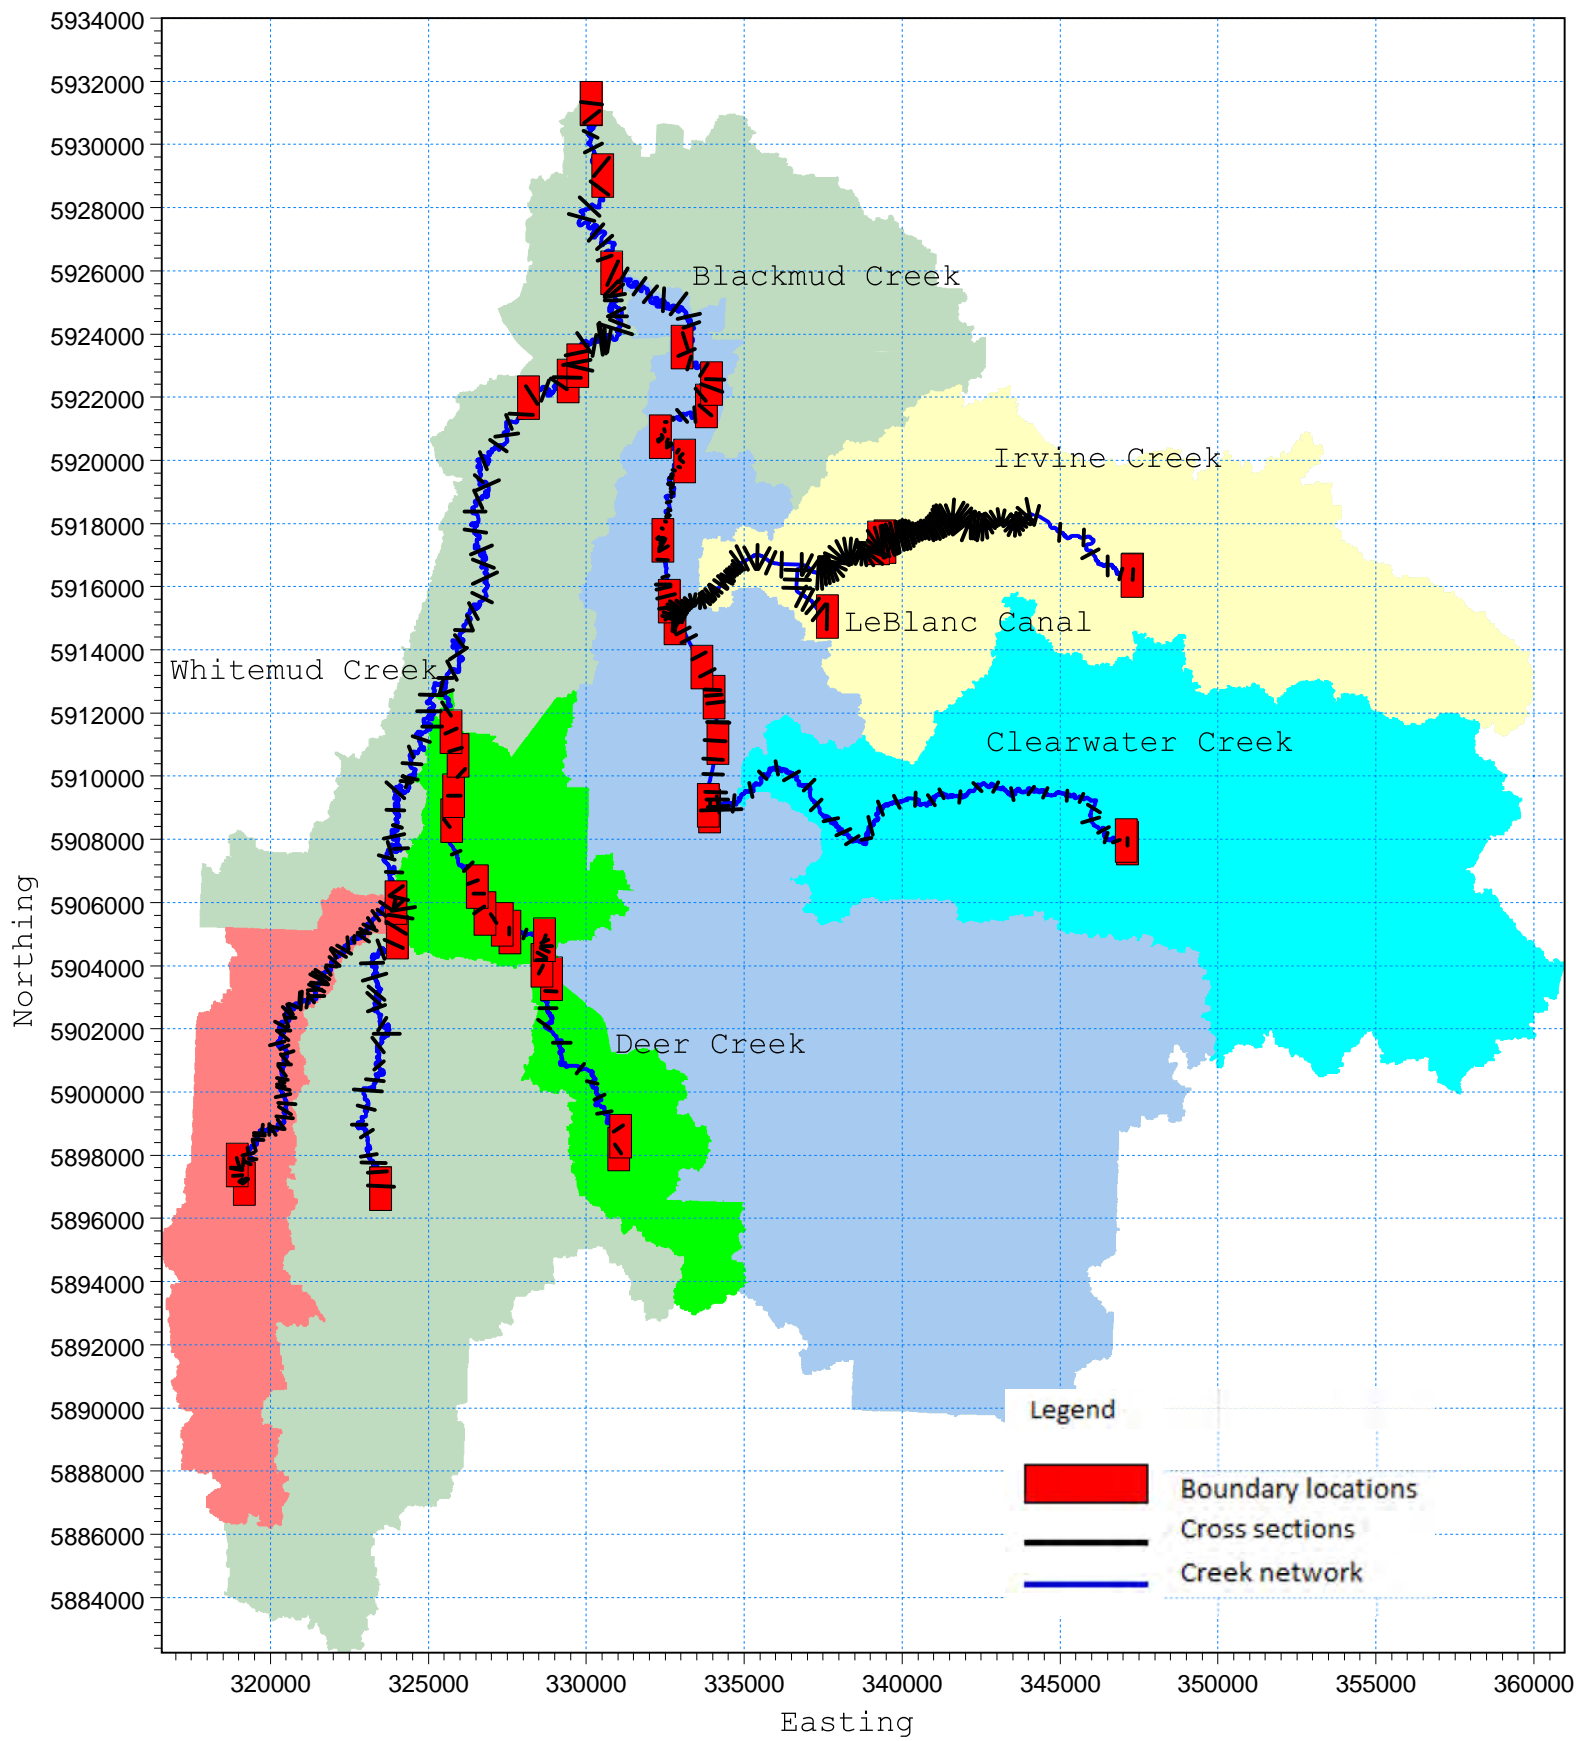 5934000
5932000
5930000
5928000
5926000
Blackmud Creek
5924000
5922000
5920000
Irvine Creek
5918000
5916000
LeBlanc Canal
5914000
Whitemud Creek
5912000
Clearwater Creek
5910000
5908000
5906000
Northing
5904000
5902000
Deer Creek
5900000
5898000
5896000
5894000
5892000
5890000
Legend
5888000
Boundary locations
5886000
Cross sections
Creek network
5884000
320000 325000 330000 335000 340000 345000 350000 355000 360000
Easting